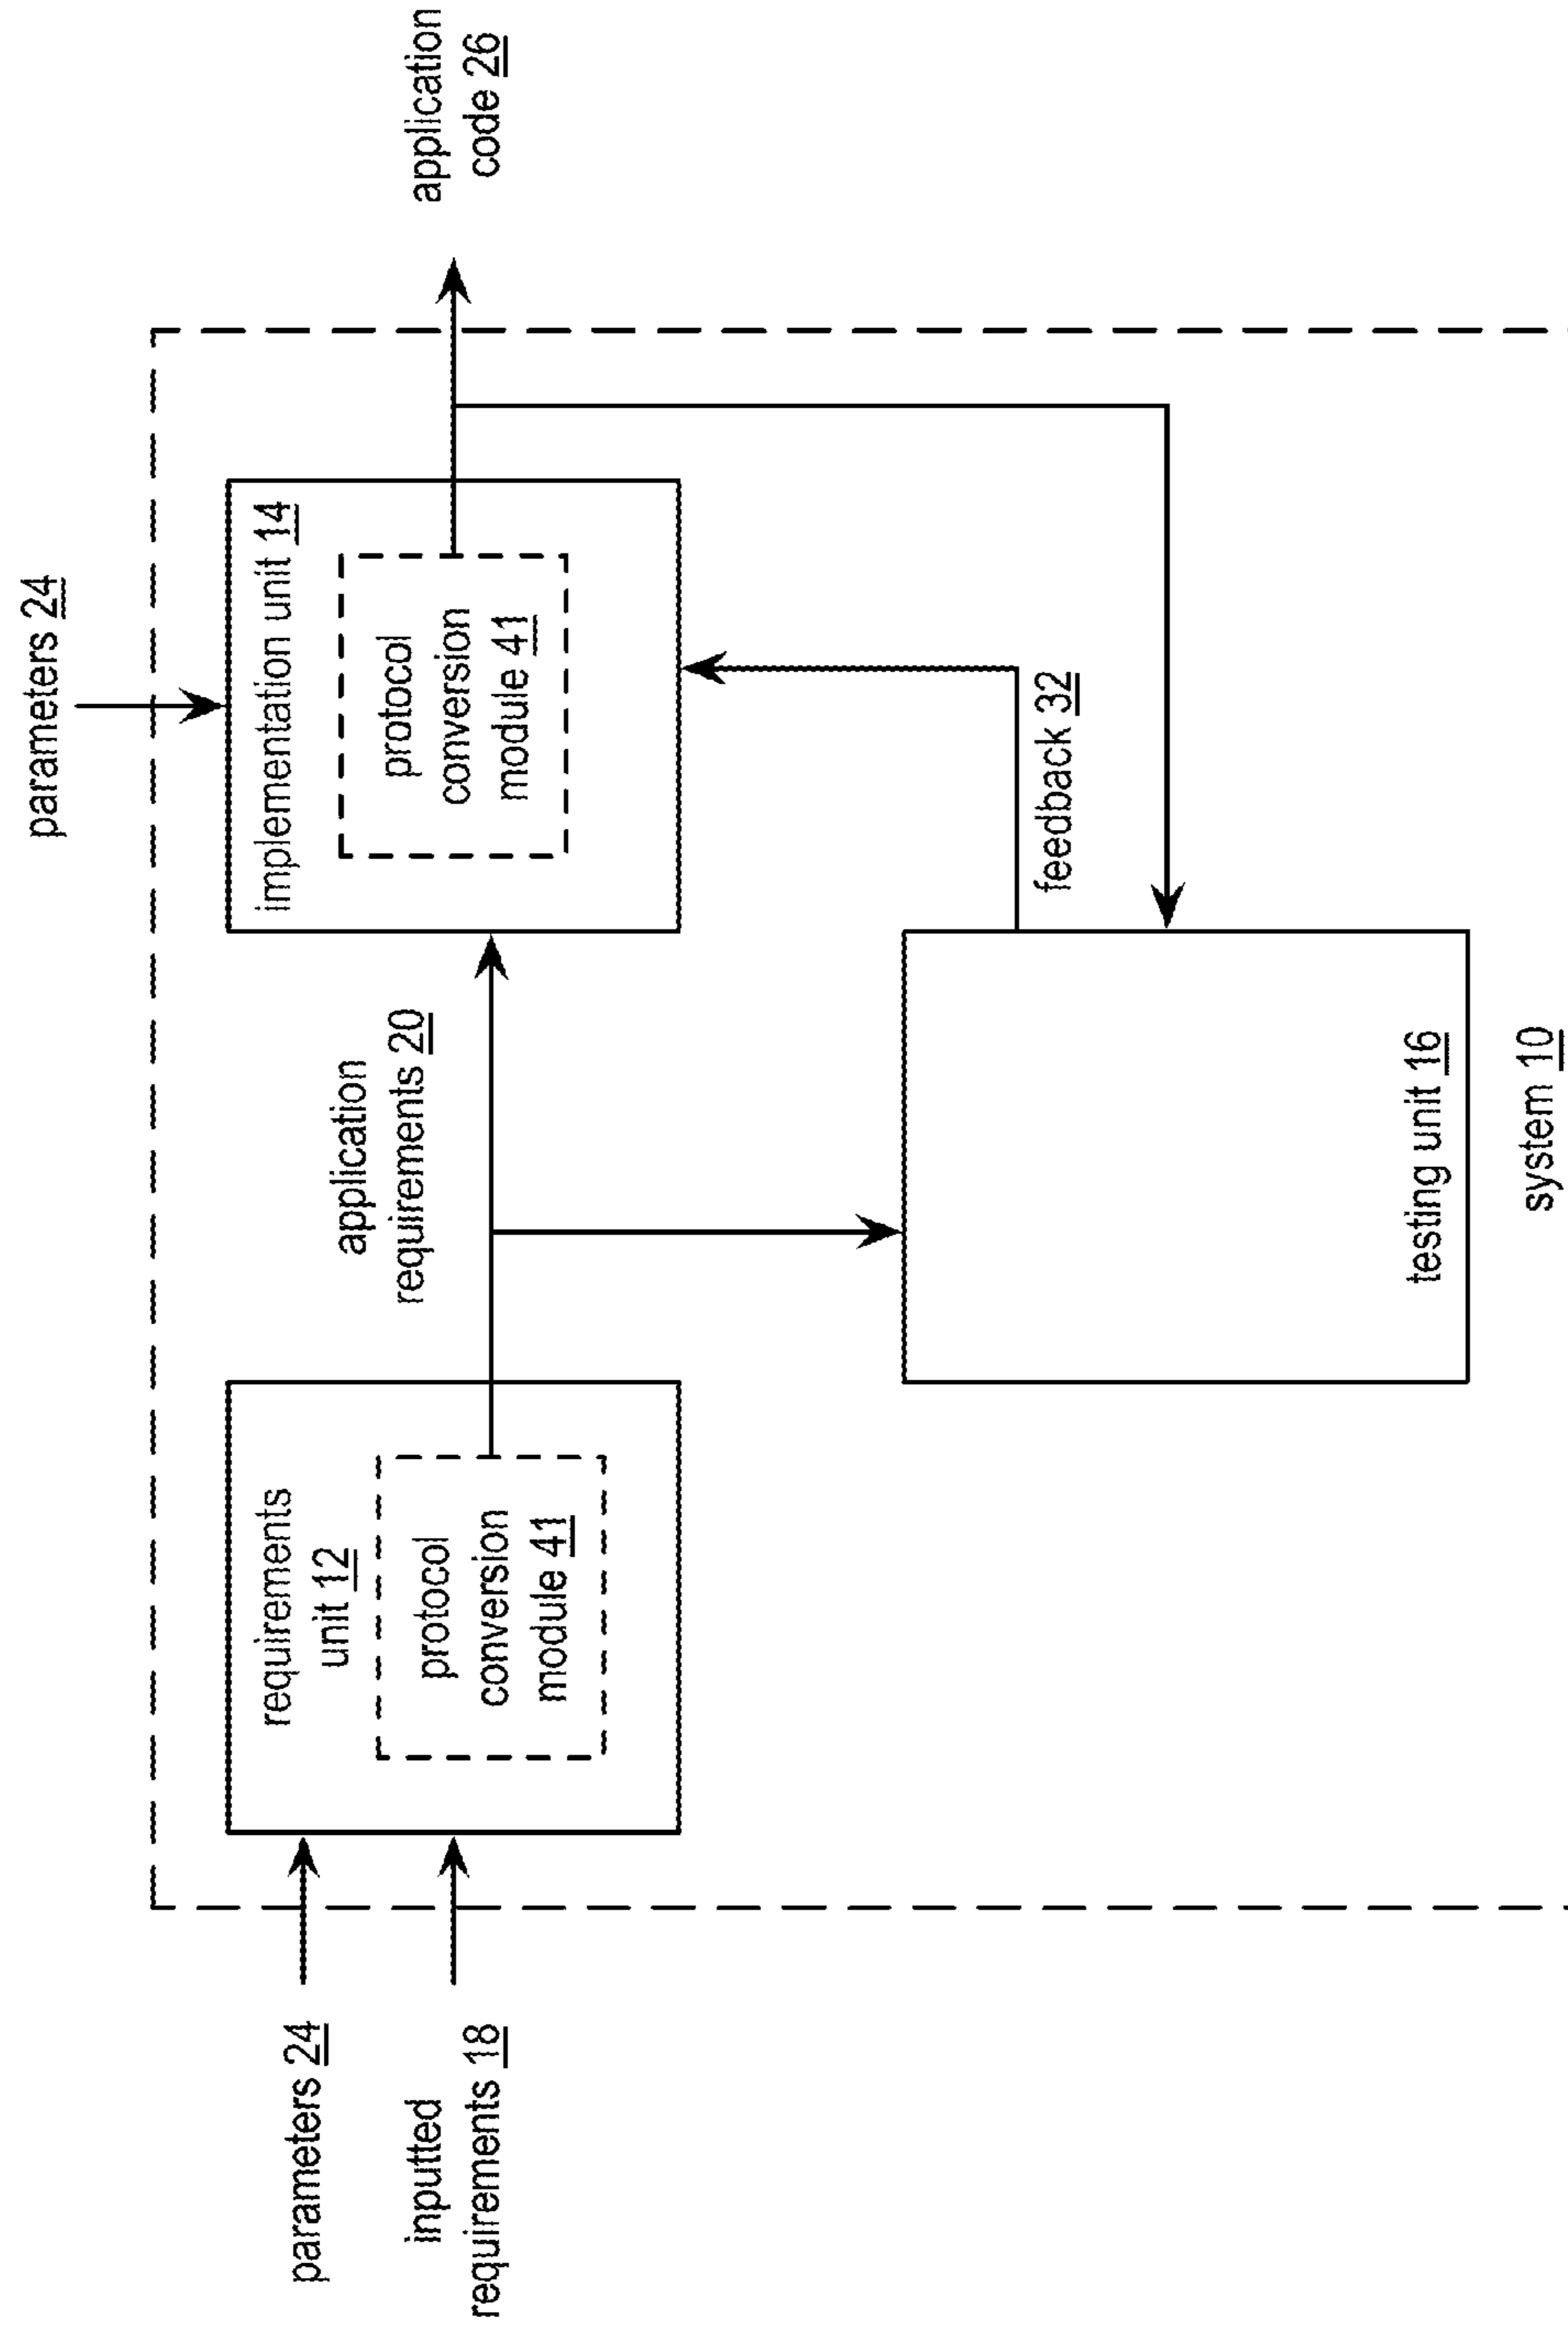 parameters 24
inputted
requirements 18
requirements
unit 12
protocol
conversion
module 41
application
requirements 20
parameters 24
implementation unit 14
protocol
conversion
module 41
application
code 26
feedback 32
testing unit 16
system 10